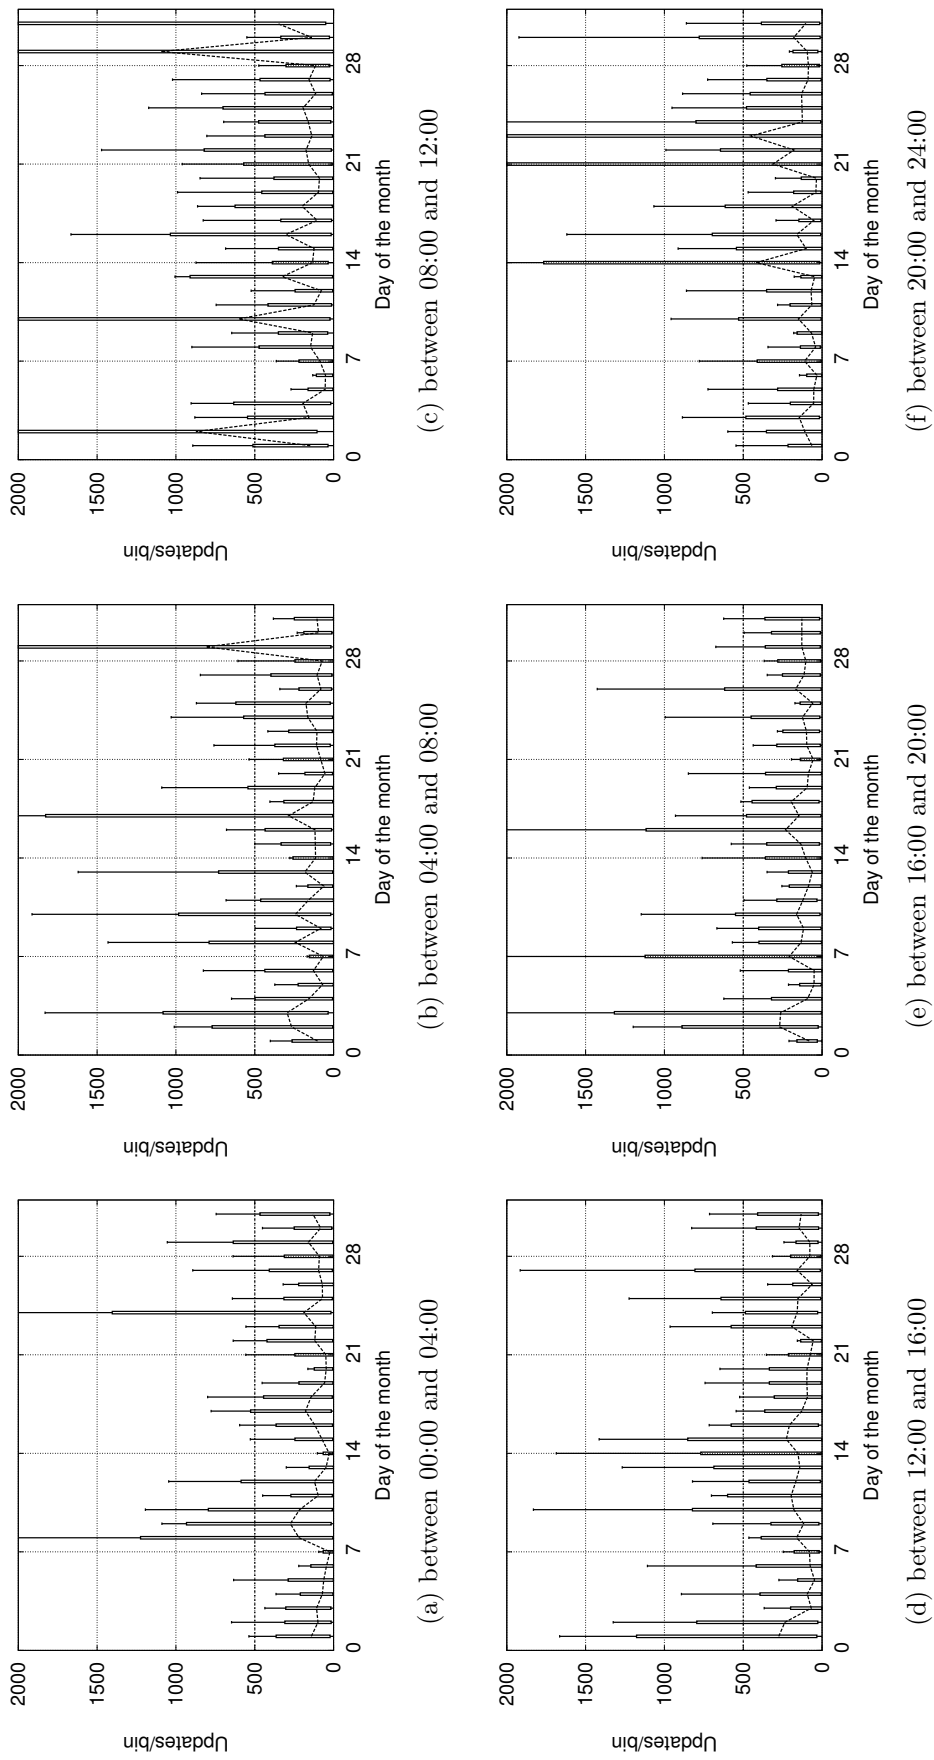 2000
1500
1000
500
0
Updates/bin
0 7 14 21 28
Day of the month
(a) between 00:00 and 04:00
2000
1500
1000
500
0
Updates/bin
0 7 14 21 28
Day of the month
(b) between 04:00 and 08:00
2000
1500
1000
500
0
Updates/bin
0 7 14 21 28
Day of the month
(c) between 08:00 and 12:00
2000
1500
1000
500
0
Updates/bin
0 7 14 21 28
Day of the month
(d) between 12:00 and 16:00
2000
1500
1000
500
0
Updates/bin
0 7 14 21 28
Day of the month
(e) between 16:00 and 20:00
2000
1500
1000
500
0
Updates/bin
0 7 14 21 28
Day of the month
(f) between 20:00 and 24:00